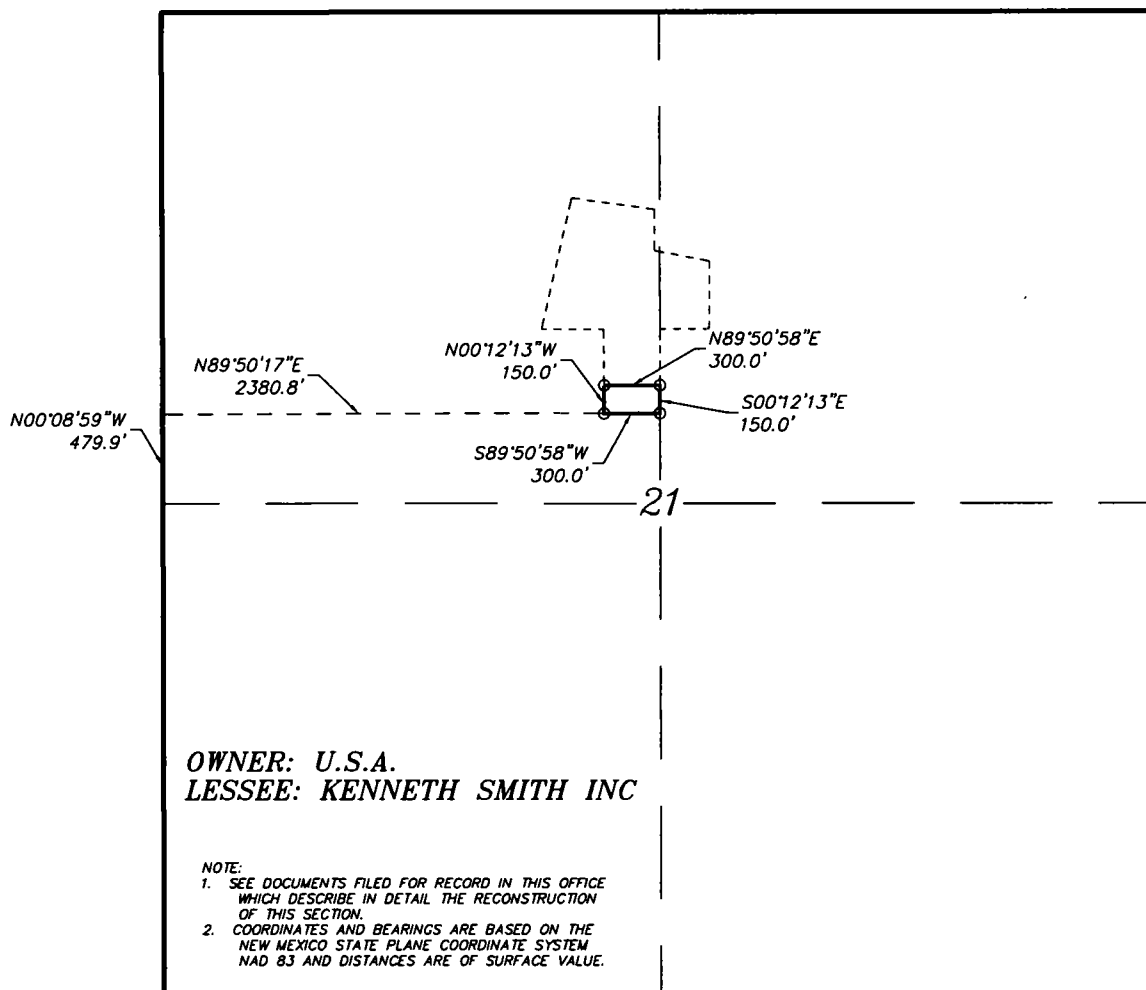 N89°50'58"E
300.0'
N00°12'13"W
150.0'
N89°50'17"E
2380.8'
S00°12'13"E
150.0'
N00°08'59"W
479.9'
S89°50'58"W
300.0'
21
OWNER: U.S.A.
LESSEE: KENNETH SMITH INC
NOTE:
1. SEE DOCUMENTS FILED FOR RECORD IN THIS OFFICE
WHICH DESCRIBE IN DETAIL THE RECONSTRUCTION
OF THIS SECTION.
2. COORDINATES AND BEARINGS ARE BASED ON THE
NEW MEXICO STATE PLANE COORDINATE SYSTEM
NAD 83 AND DISTANCES ARE OF SURFACE VALUE.